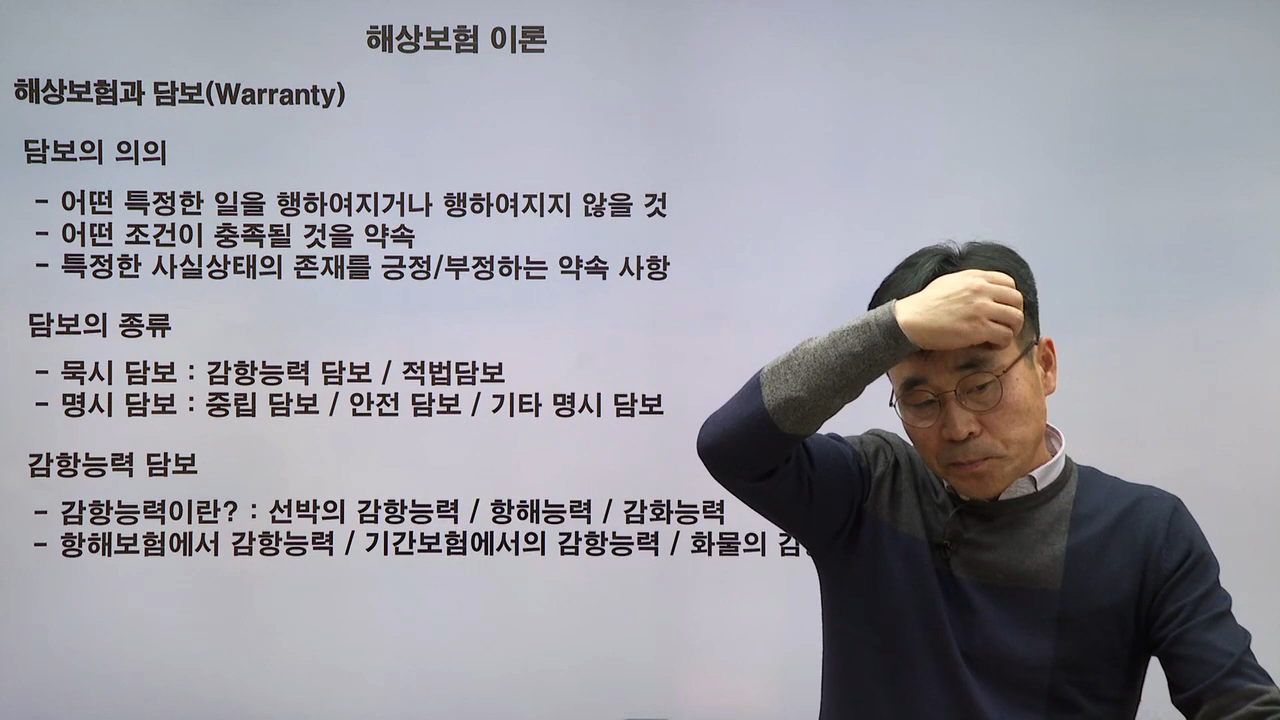 해상보험 이론
해상보험과 담보(Warranty)
담보의 의의
- 어떤 특정한 일을 행하여지거나 행하여지지 않을 것
- 어떤 조건이 충족될 것을 약속
- 특정한 사실상태의 존재를 긍정/부정하는 약속 사항
담보의 종류
- 묵시 담보 : 감항능력 담보 / 적법담보
- 명시 담보 : 중립 담보 / 안전 담보 / 기타 명시 담보
감항능력 담보
- 감항능력이란? : 선박의 감항능력 / 항해능력 / 감화능력
- 항해보험에서 감항능력 / 기간보험에서의 감항능력 / 화물의